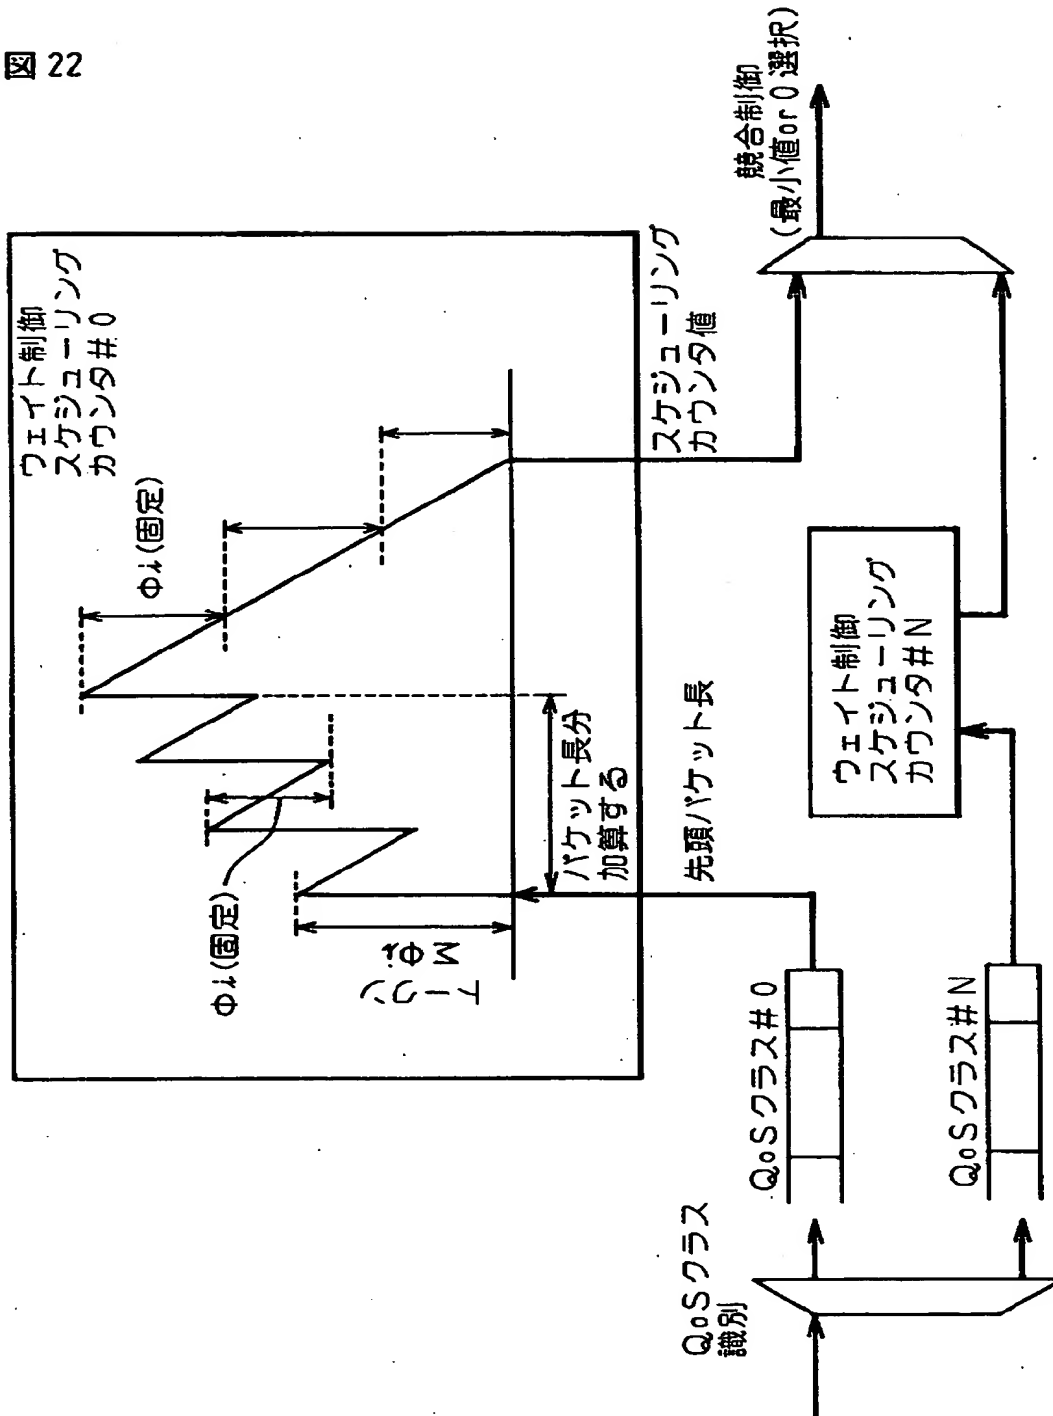 図 22
ウェイト制御
スケジューリング
カウンタ#0
Φi(固定)
Φi(固定)
パケット長分
加算する
スケジューリング
カウンタ値
先頭パケット長
競合制御
(最小値or 0 選択)
ウェイト制御
スケジューリング
カウンタ#N
QoSクラス#0
QoSクラス#N
QoSクラス
識別